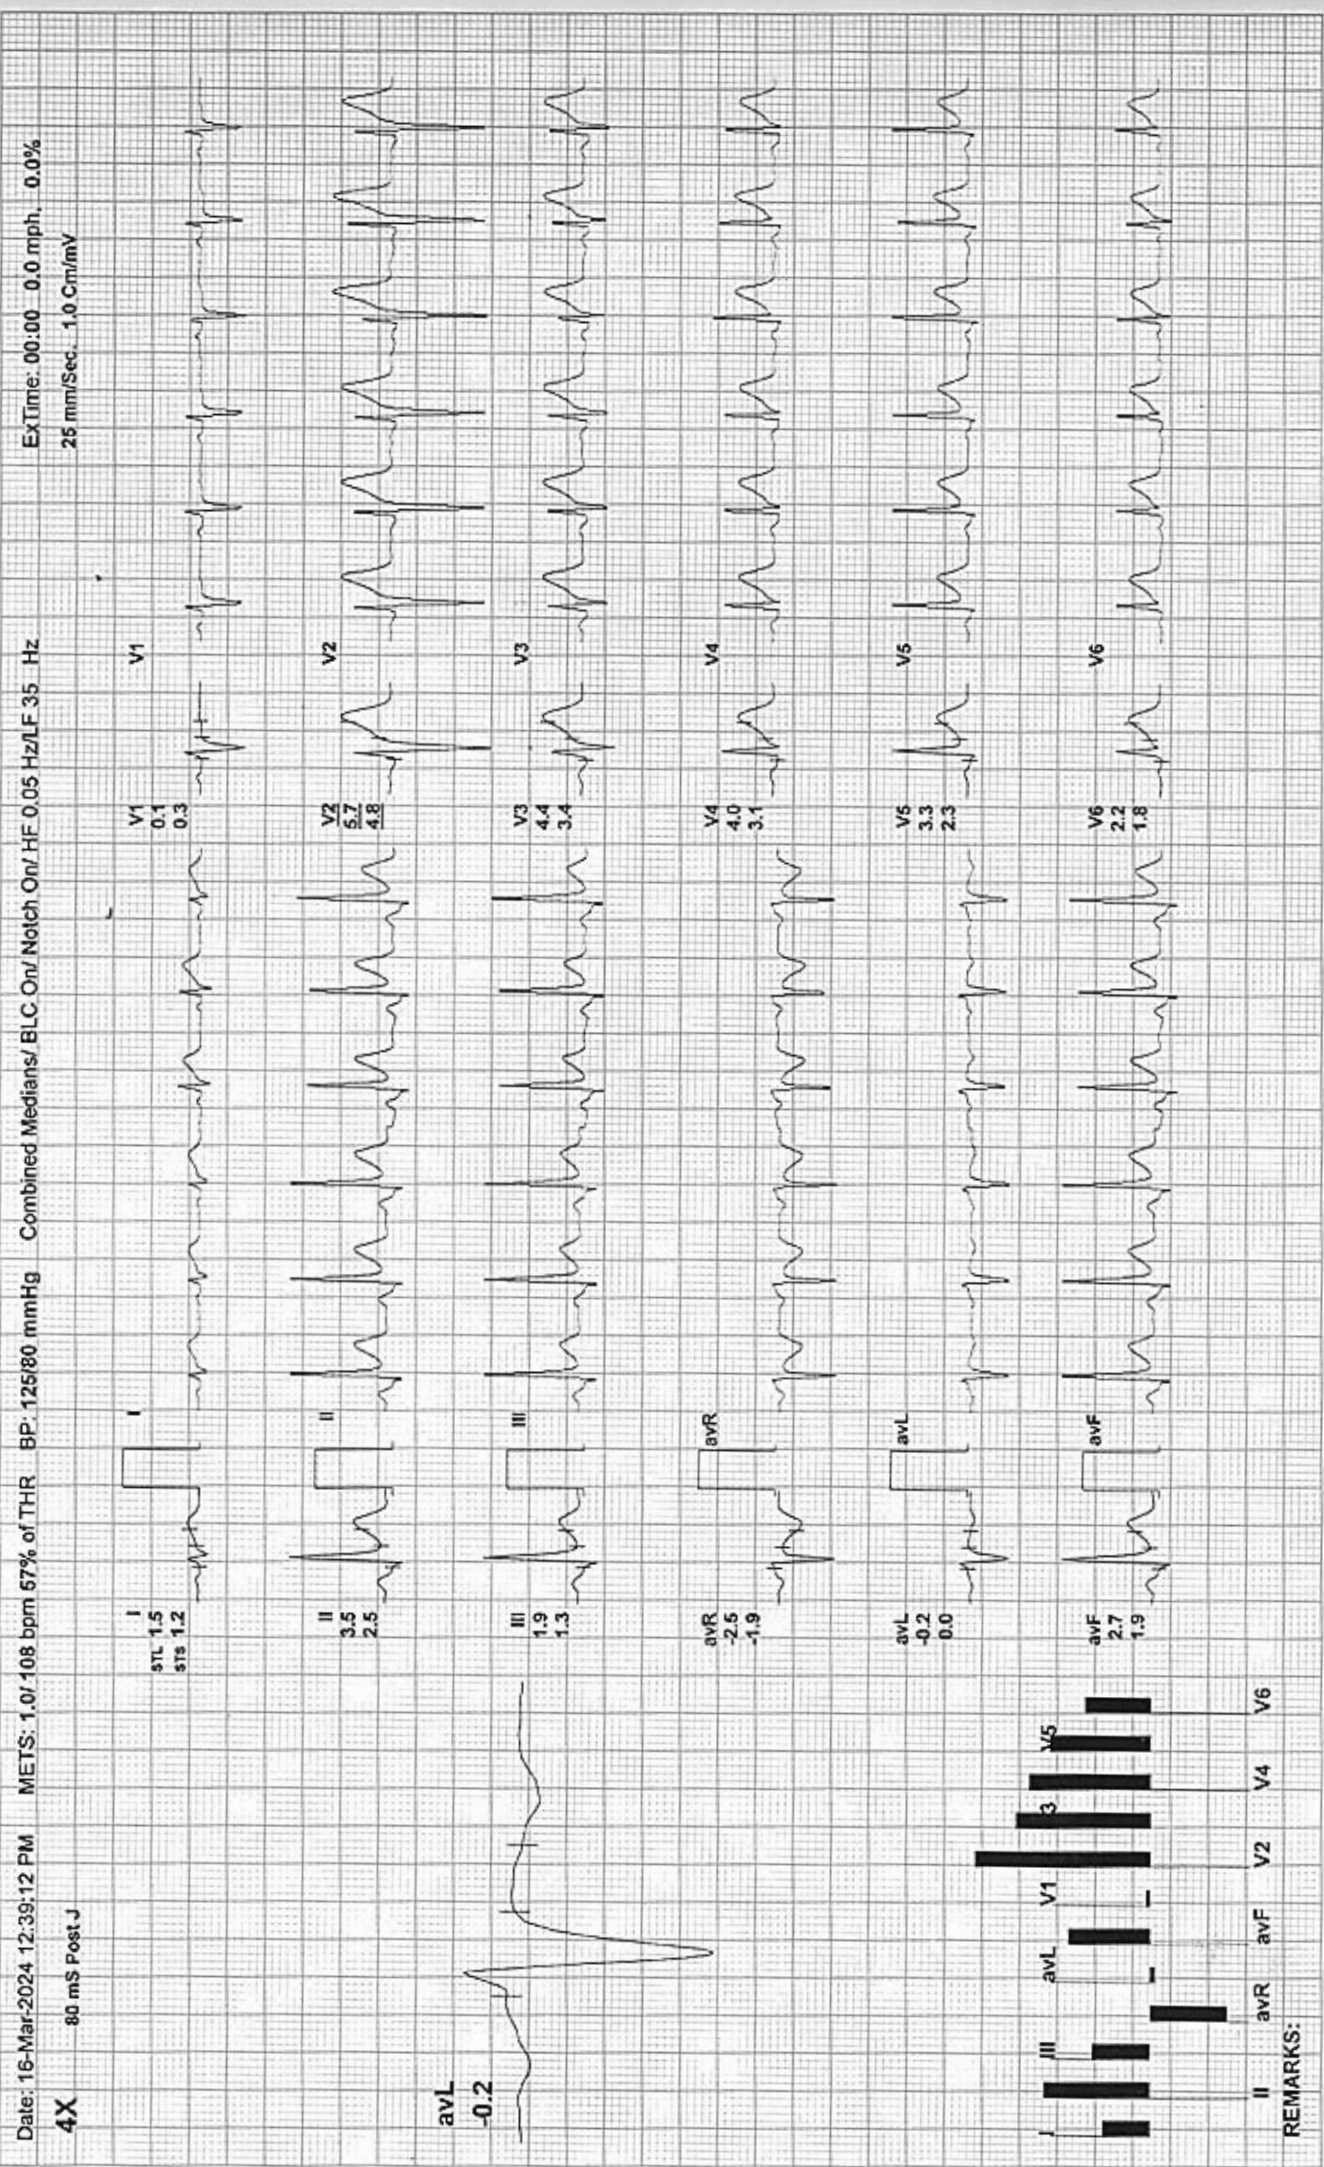 Date: 16-Mar-2024 12:39:12 PM METS: 1.0/ 108 bpm 57% of THR BP: 125/80 mmHg Combined Medians/ BLC On/ Notch On/ HF 0.05 Hz/LF 35 Hz ExTime: 00:00 0.0 mph, 0.0%
4X 80 mS Post J 25 mm/Sec. 1.0 Cm/mV
I
STL 1.5
STs 1.2
I
V1
0.1
0.3
V1
II
3.5
2.5
II
V2
5.7
4.8
V2
avL
-0.2
III
1.9
1.3
III
V3
4.4
3.4
V3
avR
-2.5
-1.9
avR
V4
4.0
3.1
V4
avL
-0.2
0.0
avL
V5
3.3
2.3
V5
avF
2.7
1.9
avF
V6
2.2
1.8
V6
I III avL V1 3 V5
II avR avF V2 V4 V6
REMARKS: